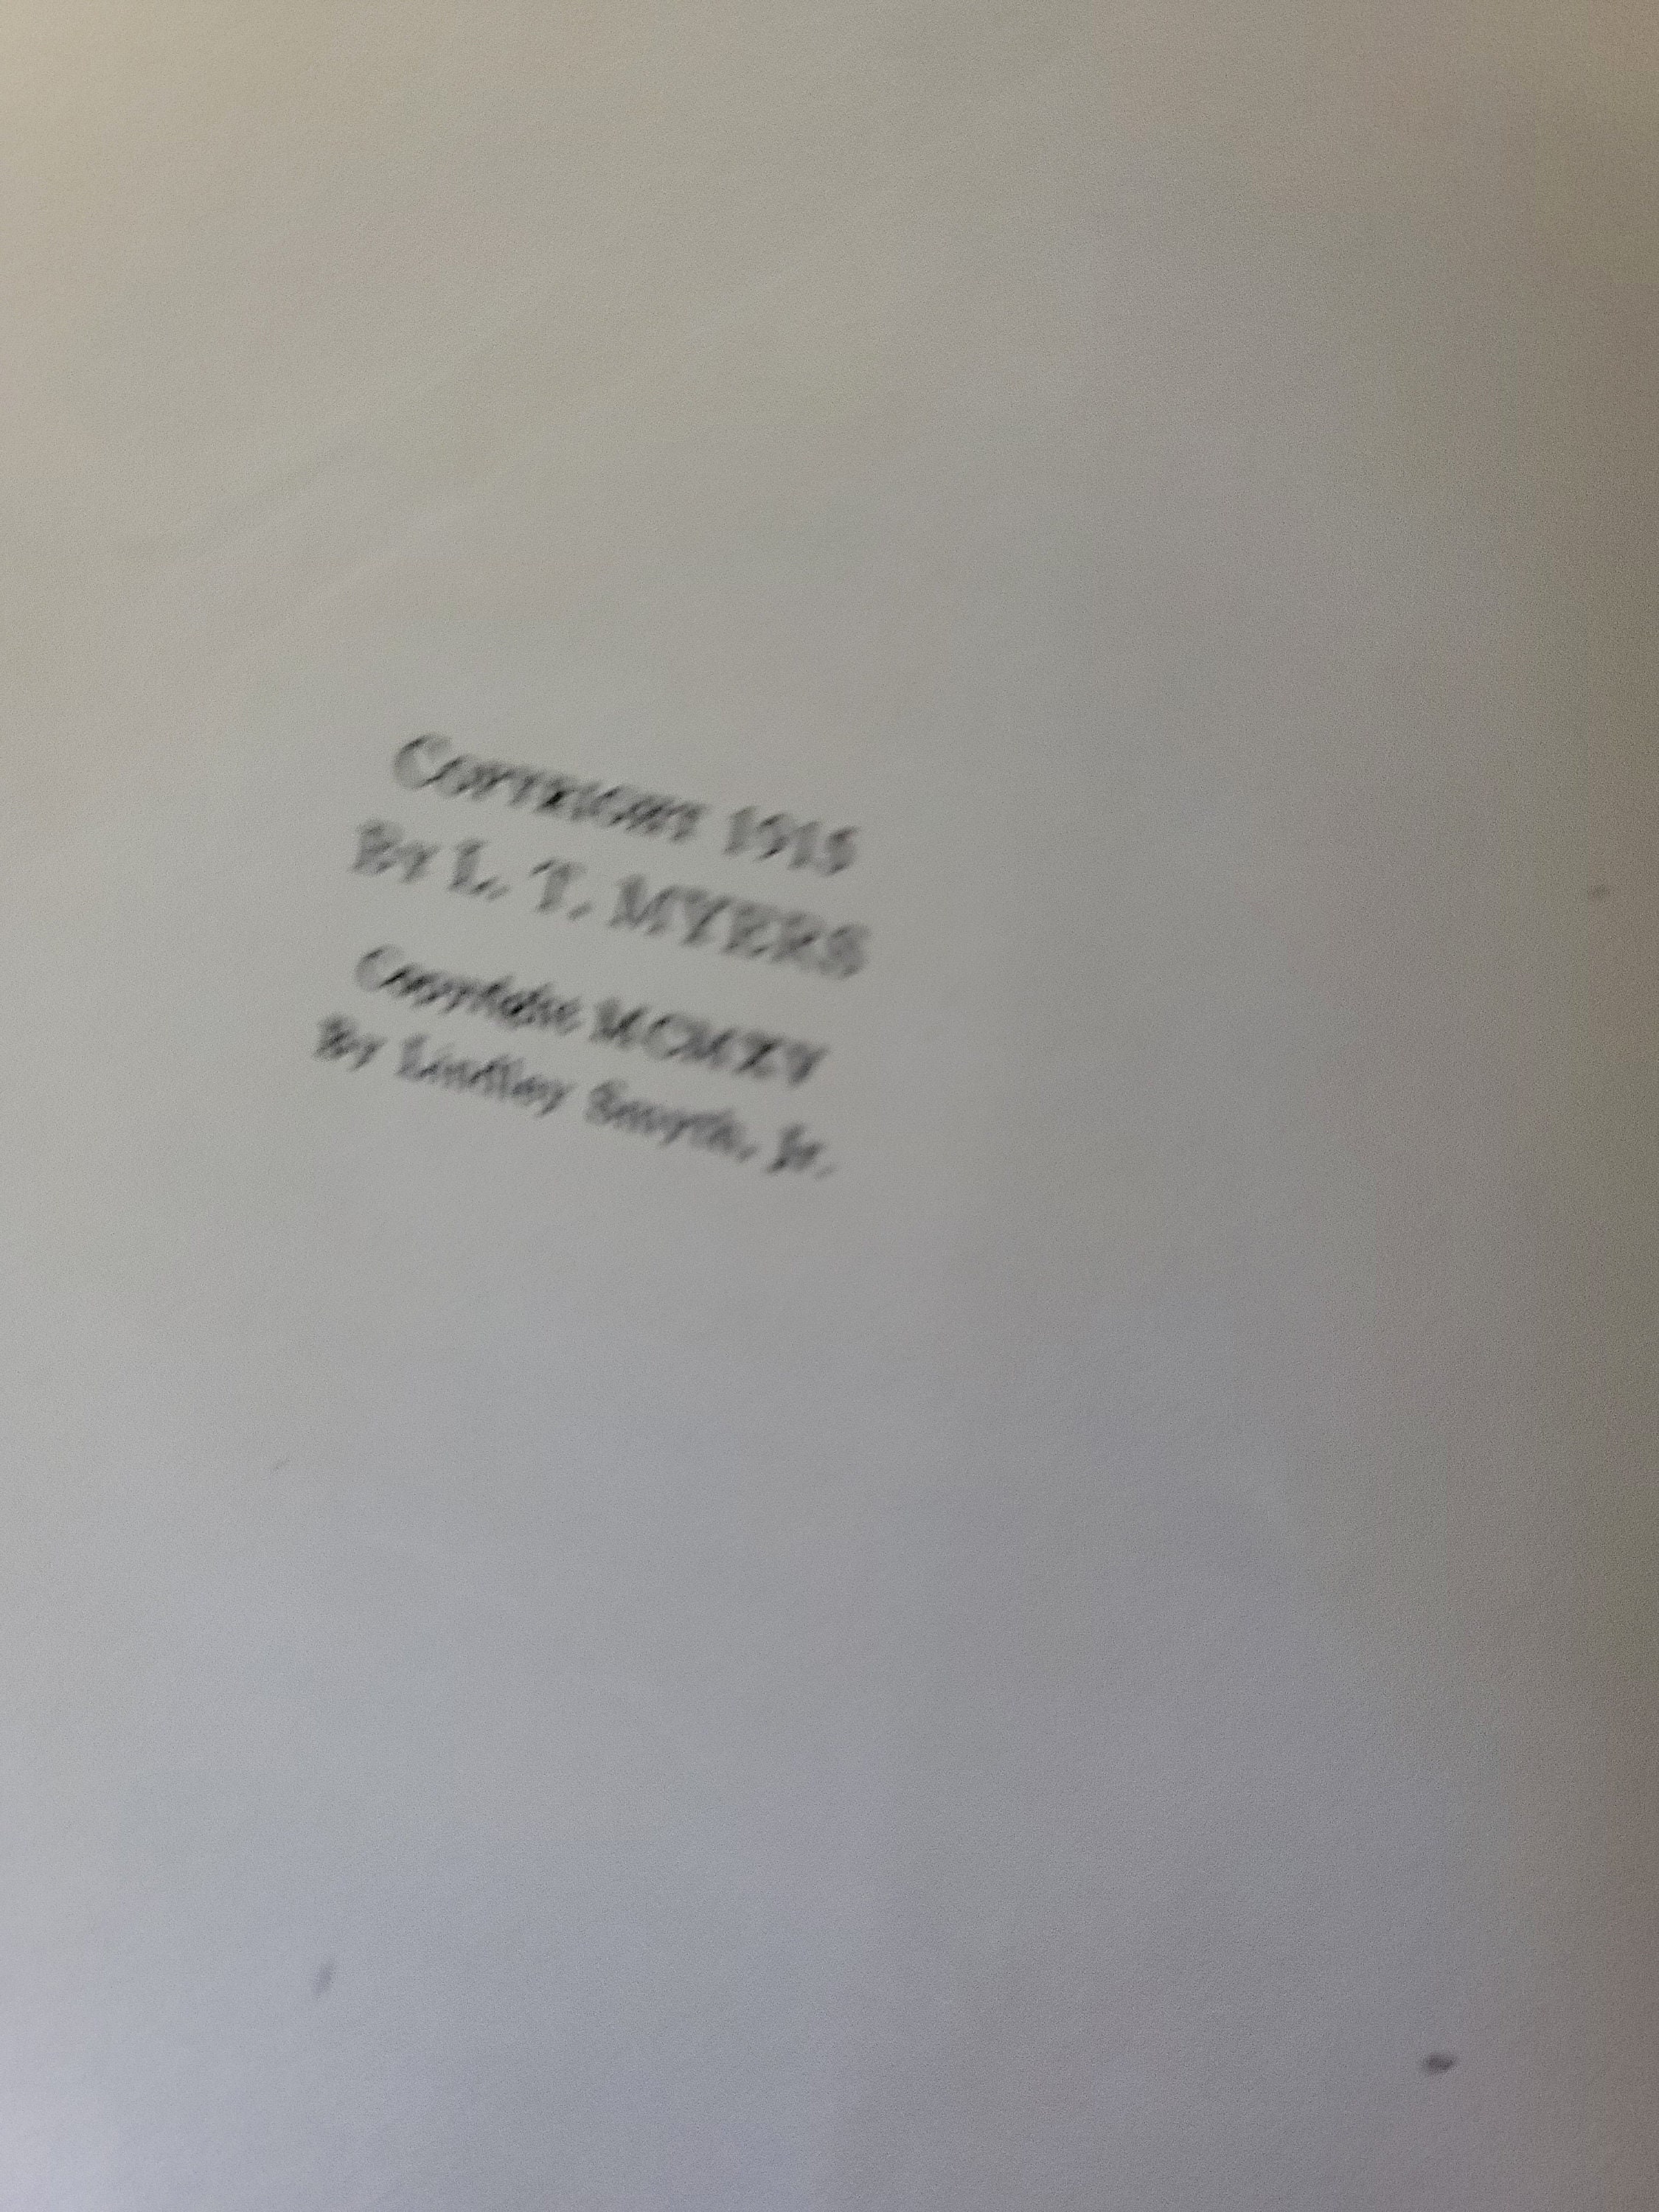 COPYRIGHT 1915
BY L. T. MYERS
Copyright MCMXV
By Lindley Smyth, Jr.